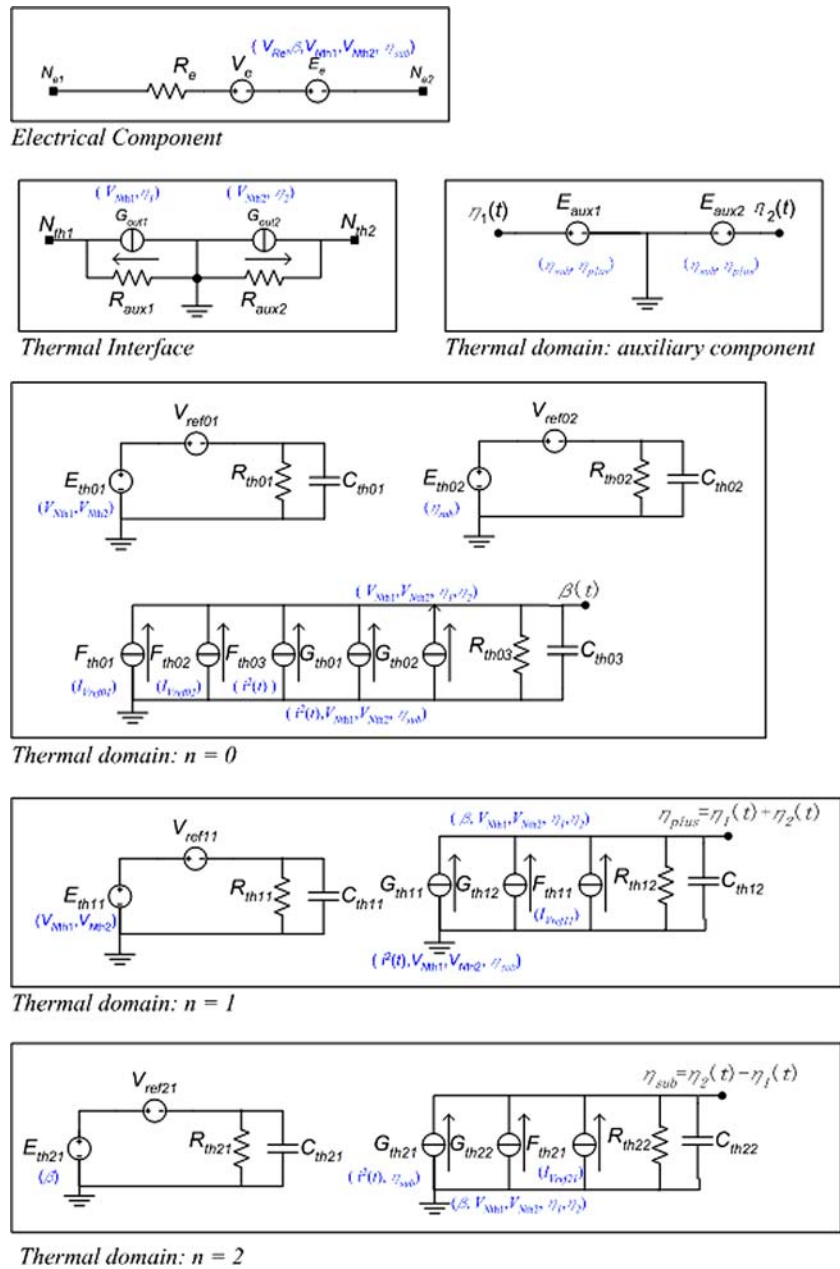 ( V_Re, β, V_Nth1, V_Nth2, η_sub)
N_e1 R_e V_e E_e N_e2
Electrical Component
( V_Nth1, η_1) ( V_Nth2, η_2)
N_th1 G_out1 G_out2 N_th2
R_aux1 R_aux2
Thermal Interface
η_1(t) E_aux1 E_aux2 η_2(t)
(η_sub, η_plus) (η_sub, η_plus)
Thermal domain: auxiliary component
V_ref01 V_ref02
E_th01 R_th01 C_th01 E_th02 R_th02 C_th02
(V_Nth1, V_Nth2) (η_sub)
( V_Nth1, V_Nth2, η_1, η_2) β(t)
F_th01 F_th02 F_th03 G_th01 G_th02 R_th03 C_th03
(I_Vref01) (I_Vref02) ( i²(t) )
( i²(t), V_Nth1, V_Nth2, η_sub)
Thermal domain: n = 0
V_ref11 (β, V_Nth1, V_Nth2, η_1, η_2) η_plus=η_1(t)+η_2(t)
E_th11 R_th11 C_th11 G_th11 G_th12 F_th11 R_th12 C_th12
(V_Nth1, V_Nth2) (I_Vref11)
( i²(t), V_Nth1, V_Nth2, η_sub)
Thermal domain: n = 1
V_ref21 η_sub=η_2(t)-η_1(t)
E_th21 R_th21 C_th21 G_th21 G_th22 F_th21 R_th22 C_th22
(β) ( i²(t), η_sub) (I_Vref21)
(β, V_Nth1, V_Nth2, η_1, η_2)
Thermal domain: n = 2